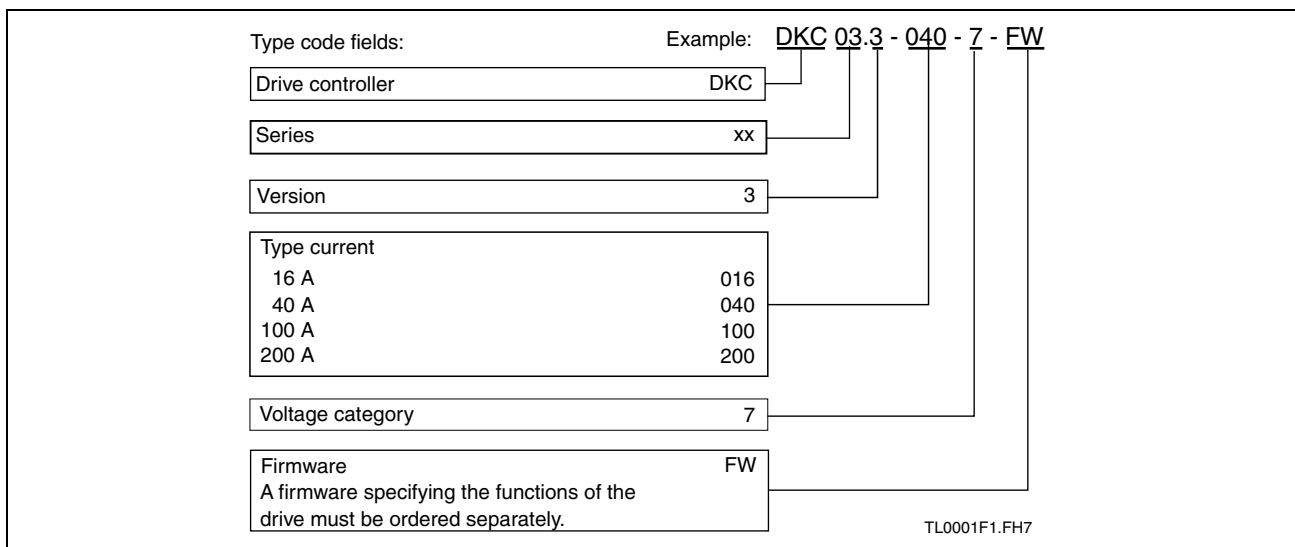 Type code fields: Example: DKC 03.3 - 040 - 7 - FW
Drive controller DKC
Series xx
Version 3
Type current
16 A 016
40 A 040
100 A 100
200 A 200
Voltage category 7
Firmware FW
A firmware specifying the functions of the
drive must be ordered separately.
TL0001F1.FH7